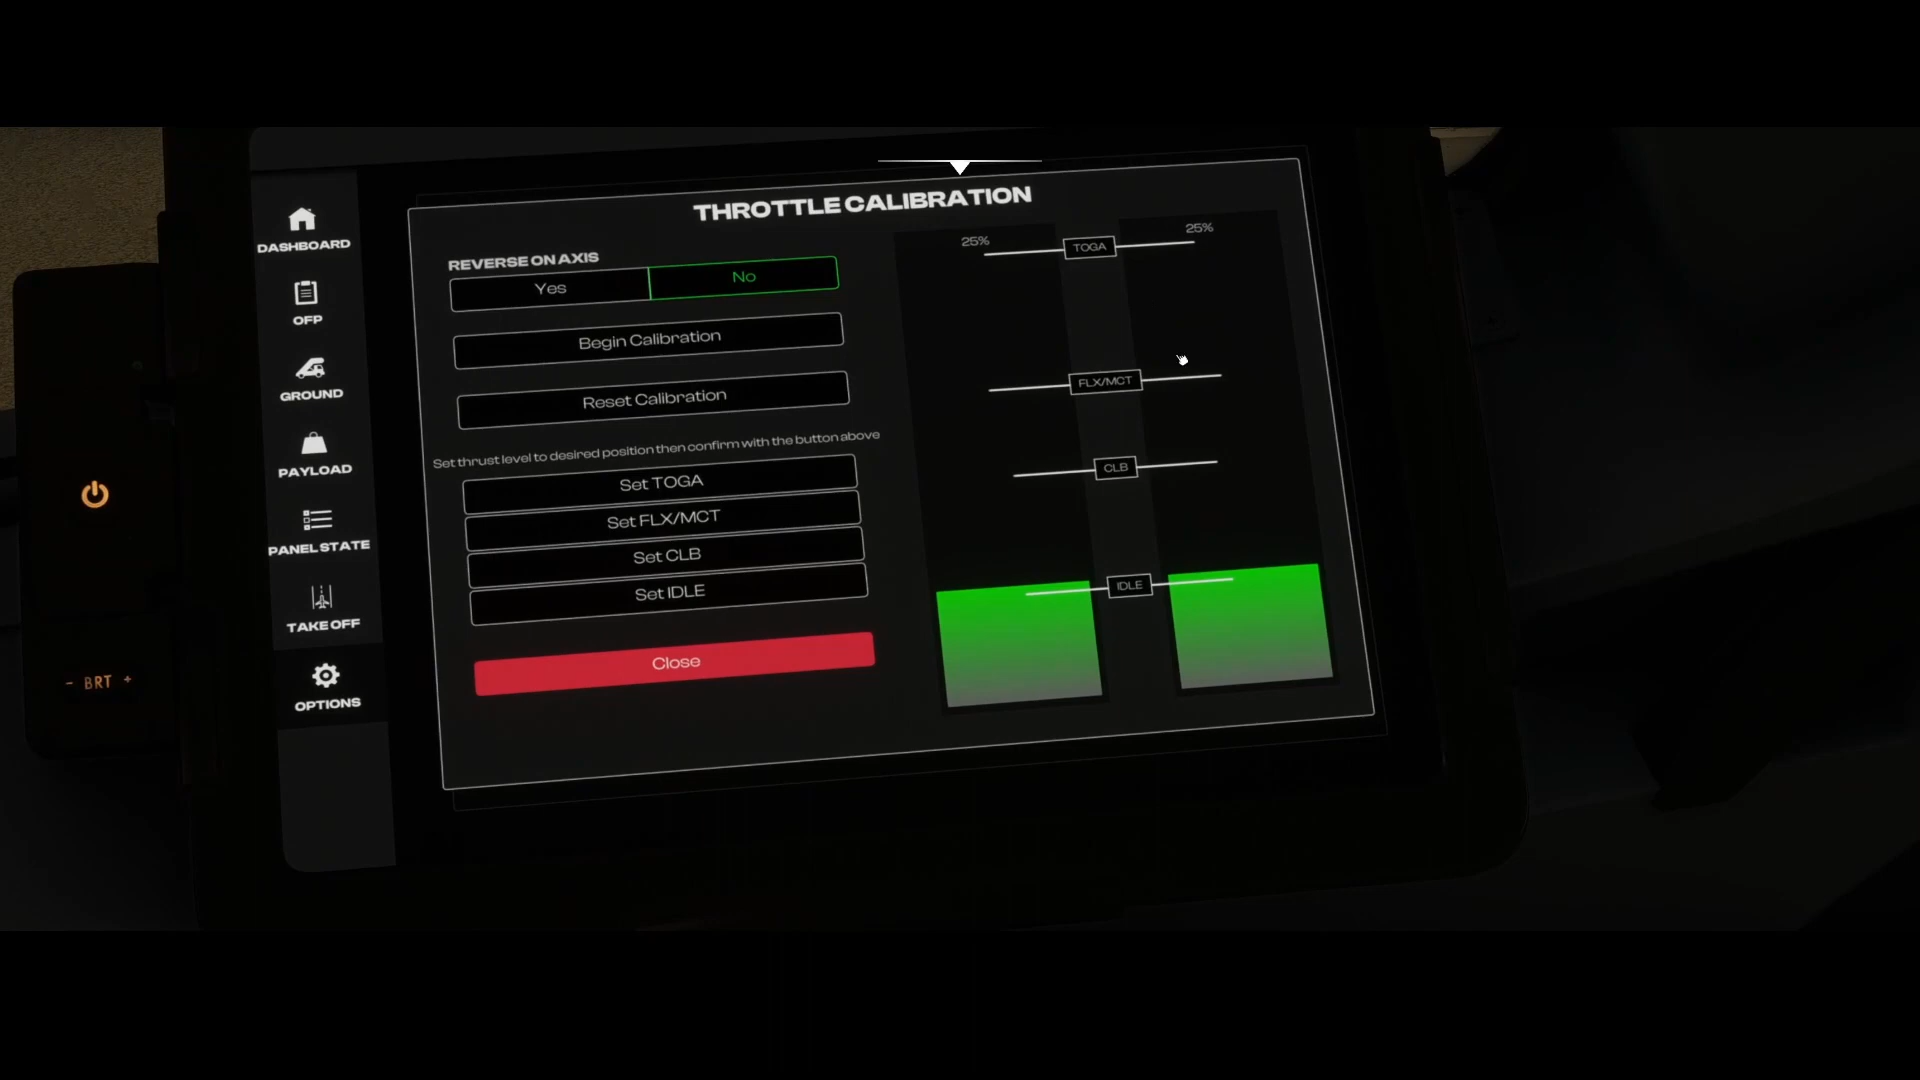 THROTTLE CALIBRATION
DASHBOARD
OFP
GROUND
PAYLOAD
PANEL STATE
TAKE OFF
OPTIONS
- BRT +
REVERSE ON AXIS
Yes
No
Begin Calibration
Reset Calibration
Set thrust level to desired position then confirm with the button above
Set TOGA
Set FLX/MCT
Set CLB
Set IDLE
Close
25%
25%
TOGA
FLX/MCT
CLB
IDLE